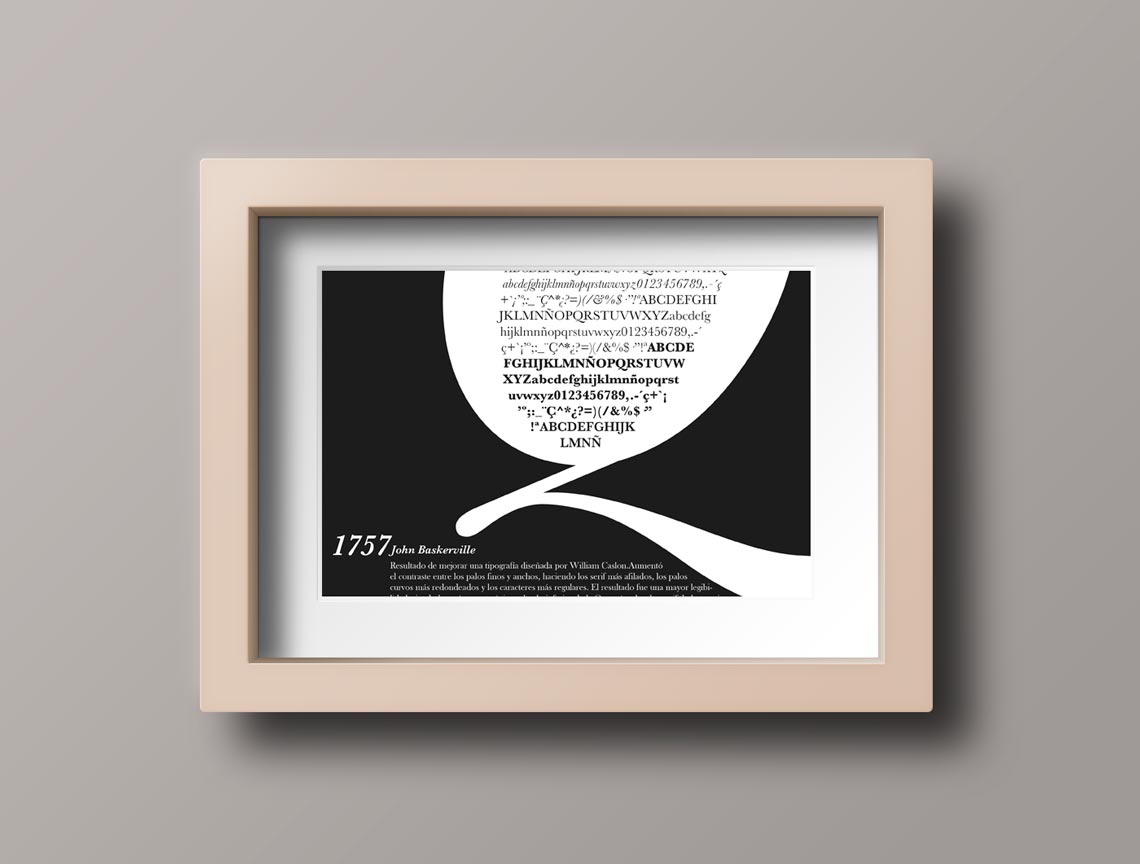 abcdefghijklmnñopqrstuvwxyz0123456789,.-´ç
+`¡'º;:_¨Ç^*¿?=)(/&%$ ·"!ªABCDEFGHI
JKLMNÑOPQRSTUVWXYZabcdefg
hijklmnñopqrstuvwxyz0123456789,.-´
ç+`¡'º;:_¨Ç^*¿?=)(/&%$ ·"!ªABCDE
FGHIJKLMNÑOPQRSTUVW
XYZabcdefghijklmnñopqrst
uvwxyz0123456789,.-´ç+`¡
'º;:_¨Ç^*¿?=)(/&%$ ·"
!ªABCDEFGHIJK
LMNÑ
1757 John Baskerville
Resultado de mejorar una tipografía diseñada por William Caslon.Aumentó
el contraste entre los palos finos y anchos, haciendo los serif más afilados, los palos
curvos más redondeados y los caracteres más regulares. El resultado fue una mayor legibi-